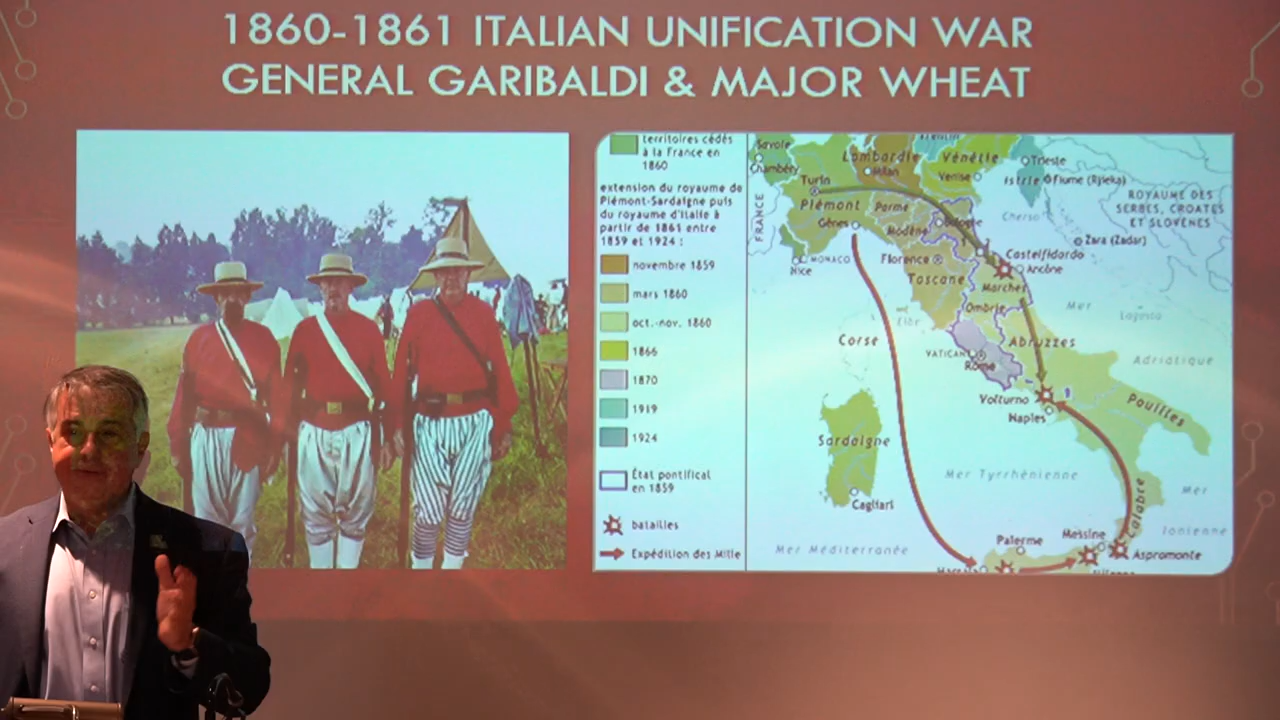 1860-1861 ITALIAN UNIFICATION WAR
GENERAL GARIBALDI & MAJOR WHEAT
territoires cédés
à la France en
1860
extension du royaume de
Piémont-Sardaigne puis
du royaume d'Italie à
partir de 1861 entre
1859 et 1924 :
novembre 1859
mars 1860
oct.-nov. 1860
1866
1870
1919
1924
État pontifical
en 1859
batailles
Expédition des Mille
Savoie
Chambéry
Lombardie
Milan
Vénétie
Venise
Trieste
Istrie
Fiume (Rijeka)
Turin
Piémont
Parme
FRANCE
Gênes
Modène
Bologne
Cherso
ROYAUME DES
SERBES, CROATES
ET SLOVÈNES
Zara (Zadar)
MONACO
Nice
Florence
Castelfidardo
Ancône
Toscane
Marches
Ombrie
Mer
Lagosta
Adriatique
Elbe
Corse
Abruzzes
VATICAN
Rome
Volturno
Naples
Pouilles
Sardaigne
Cagliari
Mer Tyrrhénienne
Mer
Ionienne
Calabre
Mer Méditerranée
Palerme
Messine
Aspromonte